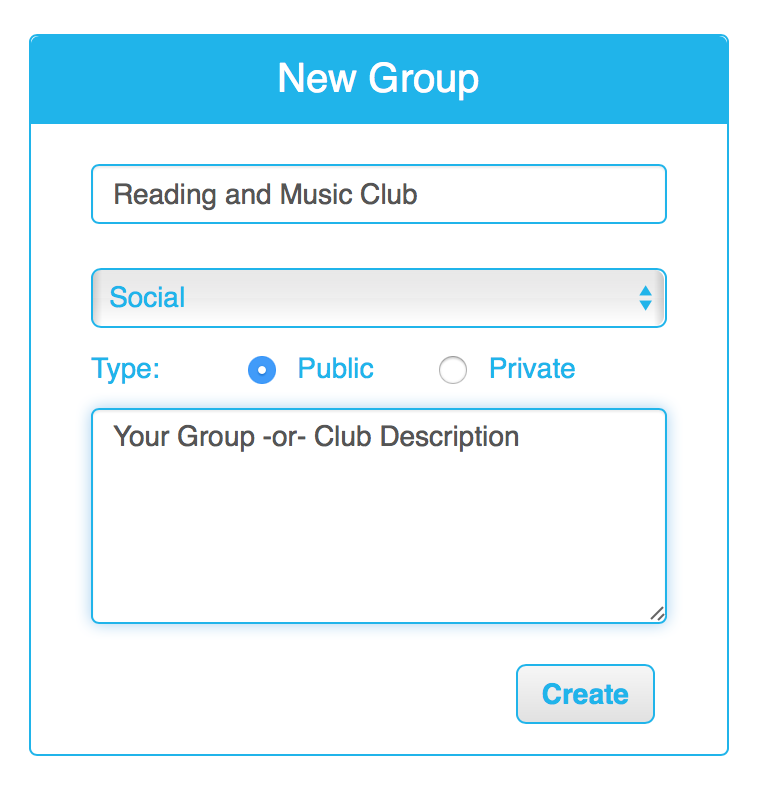 New Group
Reading and Music Club
Social
Type: Public Private
Your Group -or- Club Description
Create